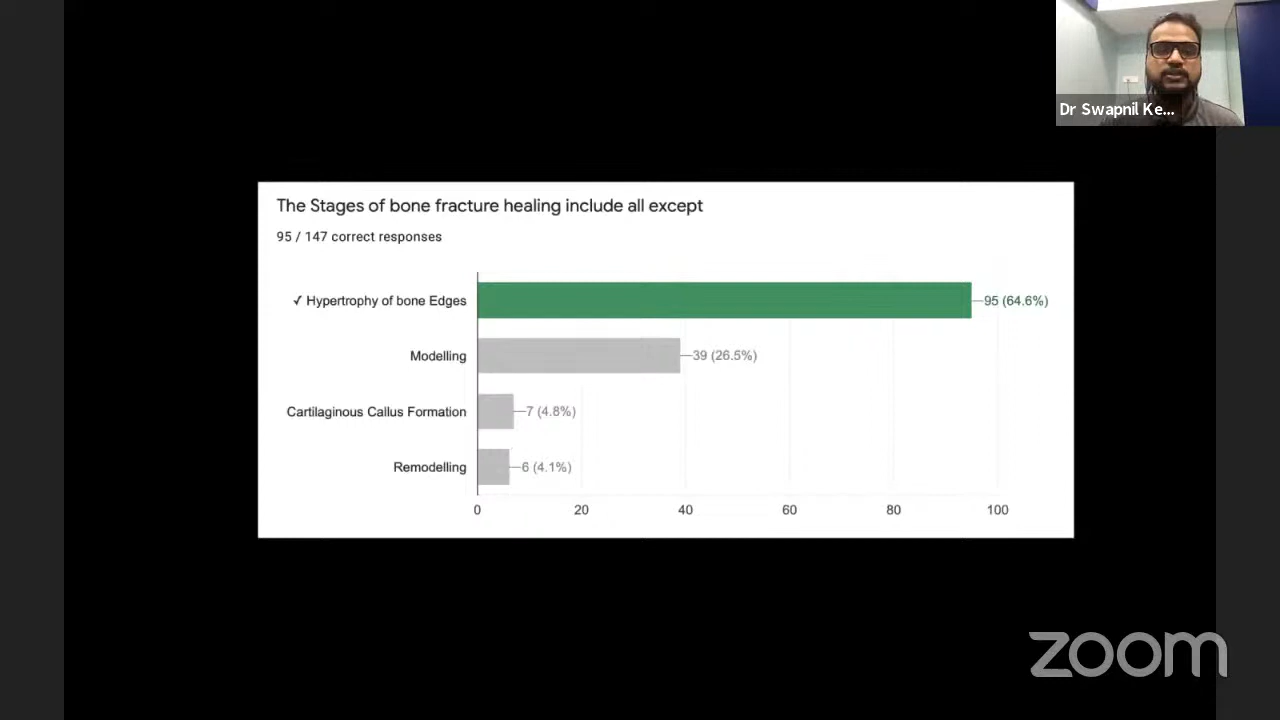 Dr Swapnil Ke...
The Stages of bone fracture healing include all except
95 / 147 correct responses
✓ Hypertrophy of bone Edges
95 (64.6%)
Modelling
39 (26.5%)
Cartilaginous Callus Formation
7 (4.8%)
Remodelling
6 (4.1%)
0 20 40 60 80 100
zoom